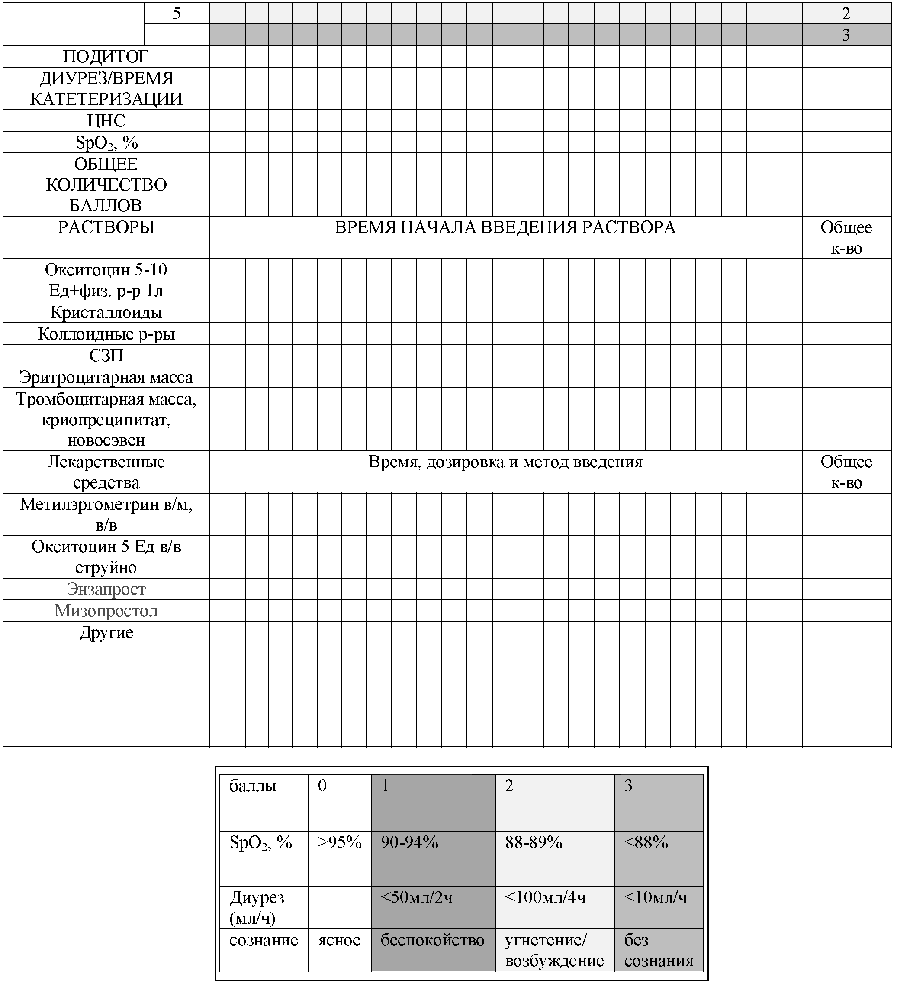 5 2
3
ПОДИТОГ
ДИУРЕЗ/ВРЕМЯ
КАТЕТЕРИЗАЦИИ
ЦНС
SpO₂, %
ОБЩЕЕ
КОЛИЧЕСТВО
БАЛЛОВ
РАСТВОРЫ ВРЕМЯ НАЧАЛА ВВЕДЕНИЯ РАСТВОРА Общее
к-во
Окситоцин 5-10
Ед+физ. р-р 1л
Кристаллоиды
Коллоидные р-ры
СЗП
Эритроцитарная масса
Тромбоцитарная масса,
криопреципитат,
новосэвен
Лекарственные Время, дозировка и метод введения Общее
средства к-во
Метилэргометрин в/м,
в/в
Окситоцин 5 Ед в/в
струйно
Энзапрост
Мизопростол
Другие
баллы 0 1 2 3
SpO₂, % >95% 90-94% 88-89% <88%
Диурез <50мл/2ч <100мл/4ч <10мл/ч
(мл/ч)
сознание ясное беспокойство угнетение/ без
возбуждение сознания